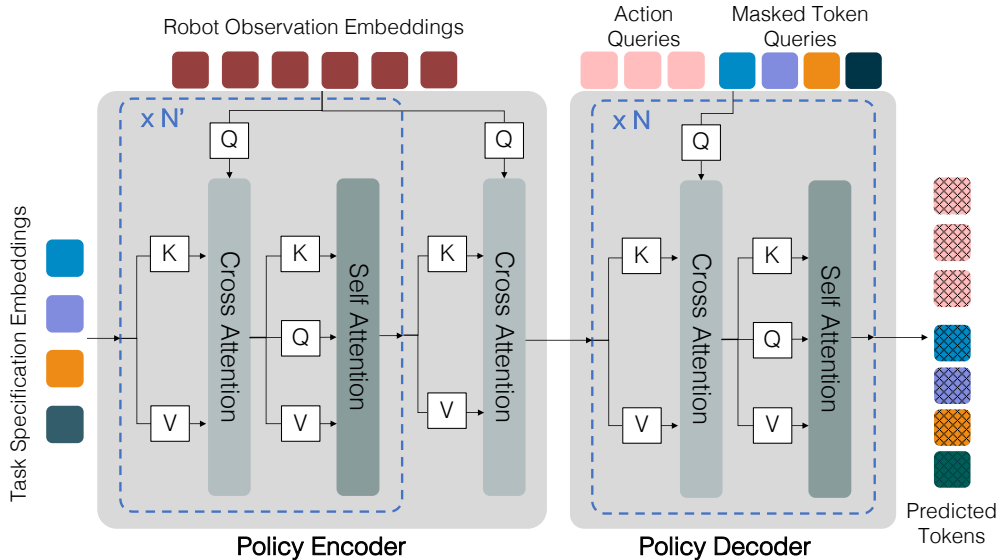 Robot Observation Embeddings
Action
Queries
Masked Token
Queries
x N'
Q
Q
x N
Q
Task Specification Embeddings
K
Cross Attention
K
Self Attention
K
Cross Attention
K
Cross Attention
K
Self Attention
Q
Q
V
V
V
V
V
Predicted
Tokens
Policy Encoder
Policy Decoder